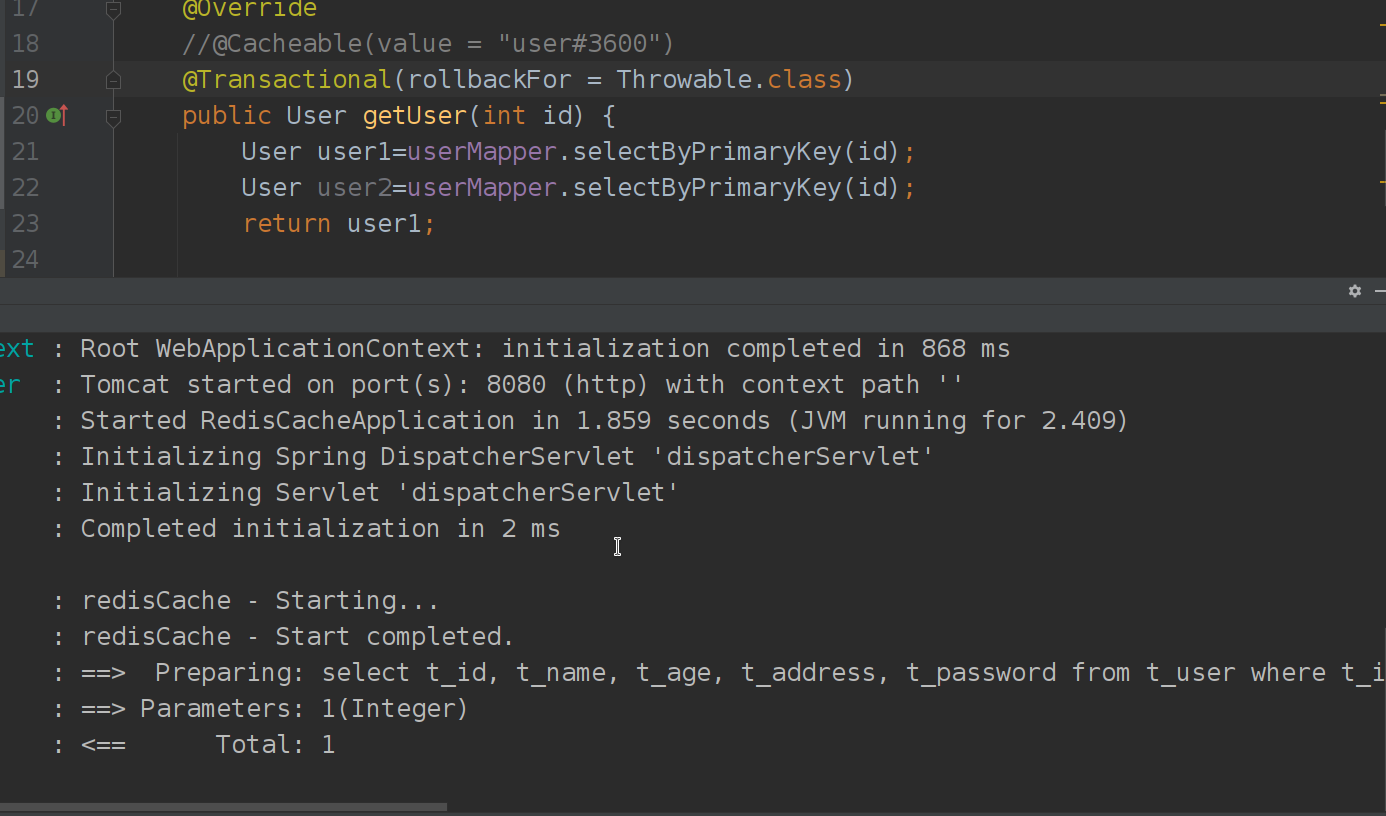 17 @Override
18 //@Cacheable(value = "user#3600")
19 @Transactional(rollbackFor = Throwable.class)
20 public User getUser(int id) {
21 User user1=userMapper.selectByPrimaryKey(id);
22 User user2=userMapper.selectByPrimaryKey(id);
23 return user1;
24
ext : Root WebApplicationContext: initialization completed in 868 ms
er : Tomcat started on port(s): 8080 (http) with context path ''
: Started RedisCacheApplication in 1.859 seconds (JVM running for 2.409)
: Initializing Spring DispatcherServlet 'dispatcherServlet'
: Initializing Servlet 'dispatcherServlet'
: Completed initialization in 2 ms
: redisCache - Starting...
: redisCache - Start completed.
: ==>  Preparing: select t_id, t_name, t_age, t_address, t_password from t_user where t_i
: ==> Parameters: 1(Integer)
: <==      Total: 1